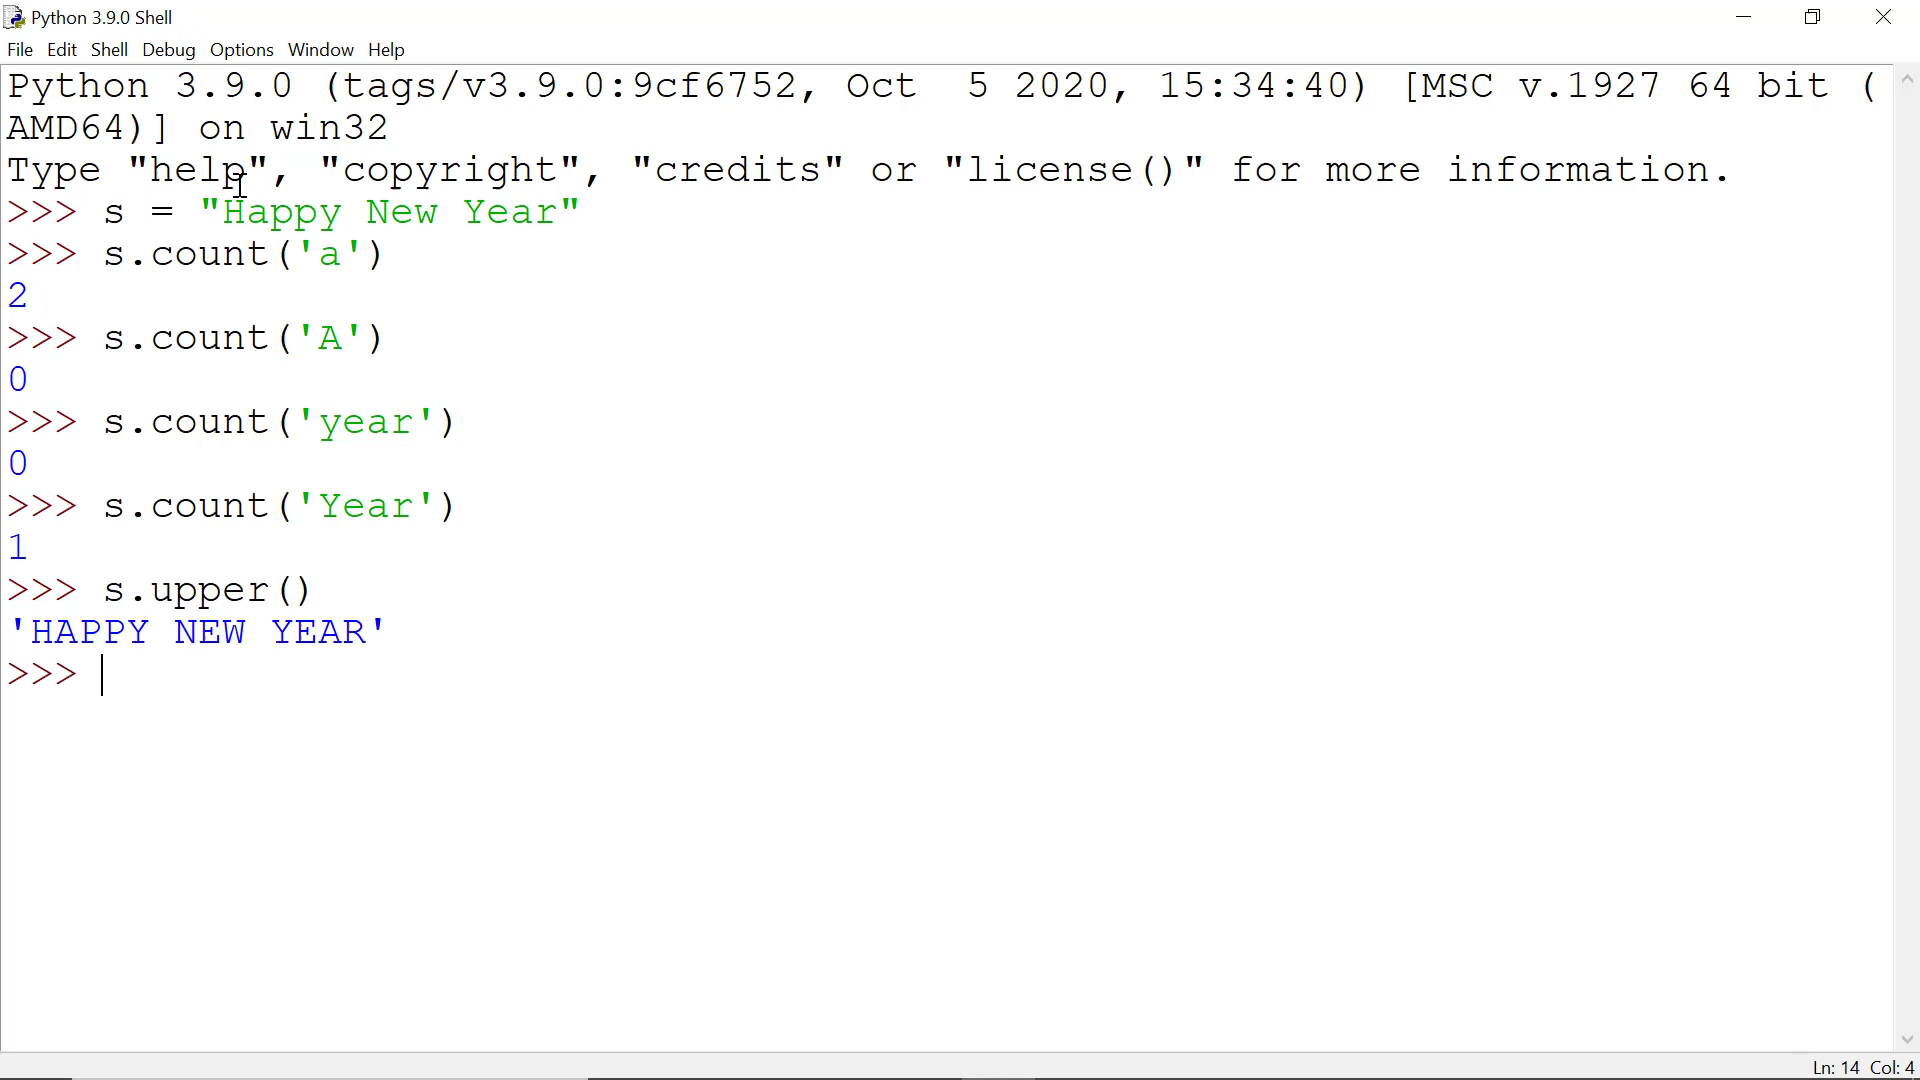 Python 3.9.0 Shell
File Edit Shell Debug Options Window Help
Python 3.9.0 (tags/v3.9.0:9cf6752, Oct  5 2020, 15:34:40) [MSC v.1927 64 bit (
AMD64)] on win32
Type "help", "copyright", "credits" or "license()" for more information.
>>> s = "Happy New Year"
>>> s.count('a')
2
>>> s.count('A')
0
>>> s.count('year')
0
>>> s.count('Year')
1
>>> s.upper()
'HAPPY NEW YEAR'
>>>
Ln: 14 Col: 4